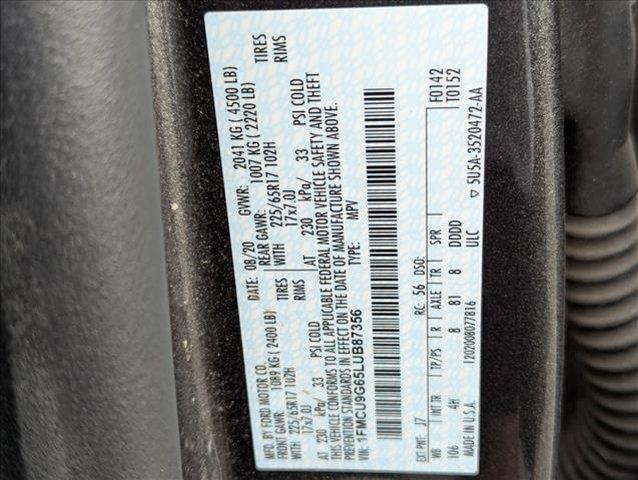 MFD. BY FORD MOTOR CO.
DATE: 08/20 GVWR: 2041 KG ( 4500 LB)
FRONT GAWR: 1089 KG ( 2400 LB) REAR GAWR: 1007 KG ( 2220 LB)
WITH 225/65R17 102H TIRES WITH 225/65R17 102H TIRES
17x7.0J RIMS 17x7.0J RIMS
AT 230 kPa/ 33 PSI COLD AT 230 kPa/ 33 PSI COLD
THIS VEHICLE CONFORMS TO ALL APPLICABLE FEDERAL MOTOR VEHICLE SAFETY AND THEFT
PREVENTION STANDARDS IN EFFECT ON THE DATE OF MANUFACTURE SHOWN ABOVE.
VIN: 1FMCU9G65LUB87356 TYPE: MPV
F0142
T0152
EXT PNT: J7 RC: 56 DSO:
WB INT TR TP/PS R AXLE TR SPR
106 4H 8 81 8 DDDD
MADE IN U.S.A. 120200807781​6 ULC
▽ 5U5A-3520472-AA